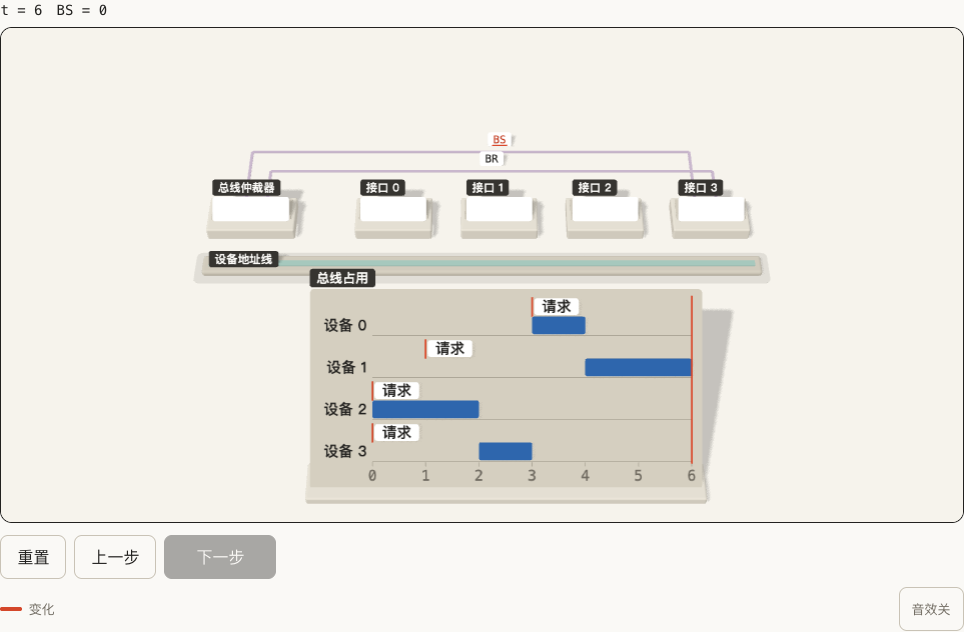 t = 6 BS = 0
BS
BR
总线仲裁器
接口 0
接口 1
接口 2
接口 3
设备地址线
总线占用
请求
设备 0
请求
设备 1
请求
设备 2
请求
设备 3
0 1 2 3 4 5 6
重置 上一步 下一步
变化
音效关